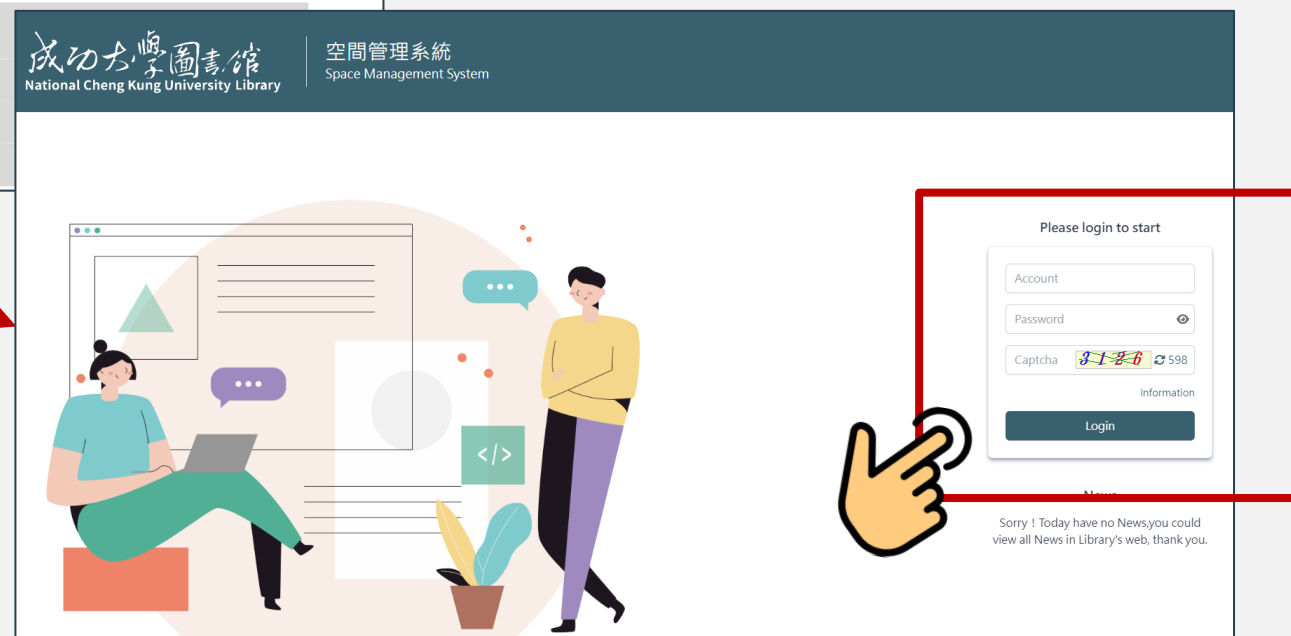 成功大學圖書館
National Cheng Kung University Library
空間管理系統
Space Management System
Please login to start
Account
Password
Captcha 3126 598
Information
Login
</>
News
Sorry ! Today have no News,you could
view all News in Library's web, thank you.